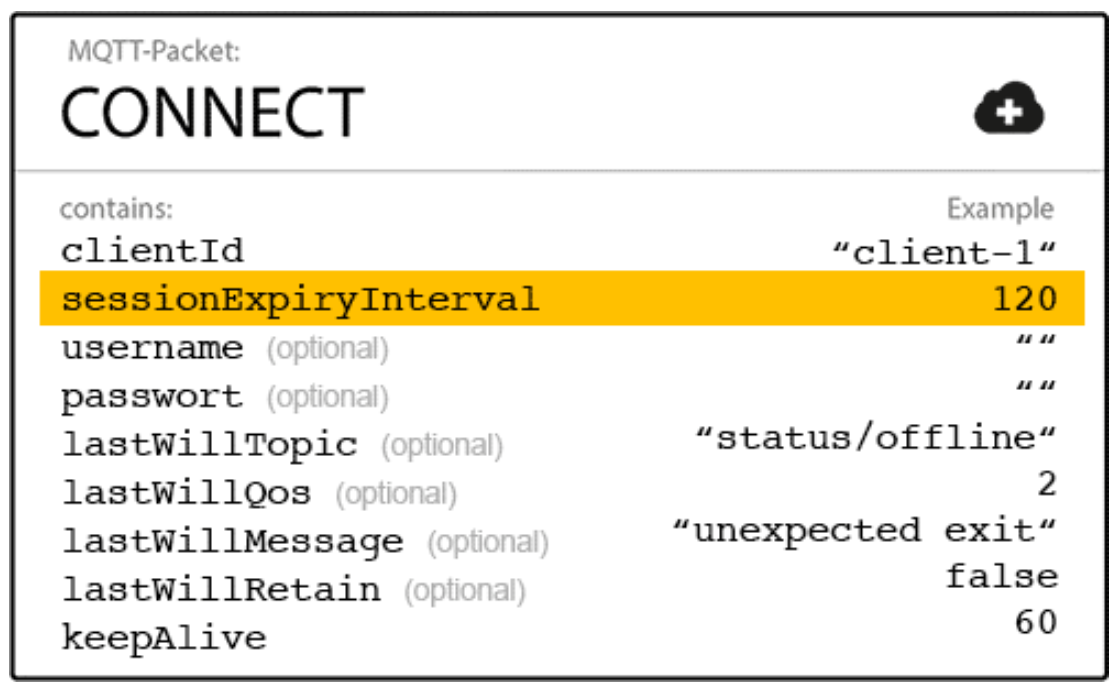 MQTT-Packet:
CONNECT
contains: Example
clientId “client-1“
sessionExpiryInterval 120
username (optional) “ “
passwort (optional) “ “
lastWillTopic (optional) “status/offline“
lastWillQos (optional) 2
lastWillMessage (optional) “unexpected exit“
lastWillRetain (optional) false
keepAlive 60